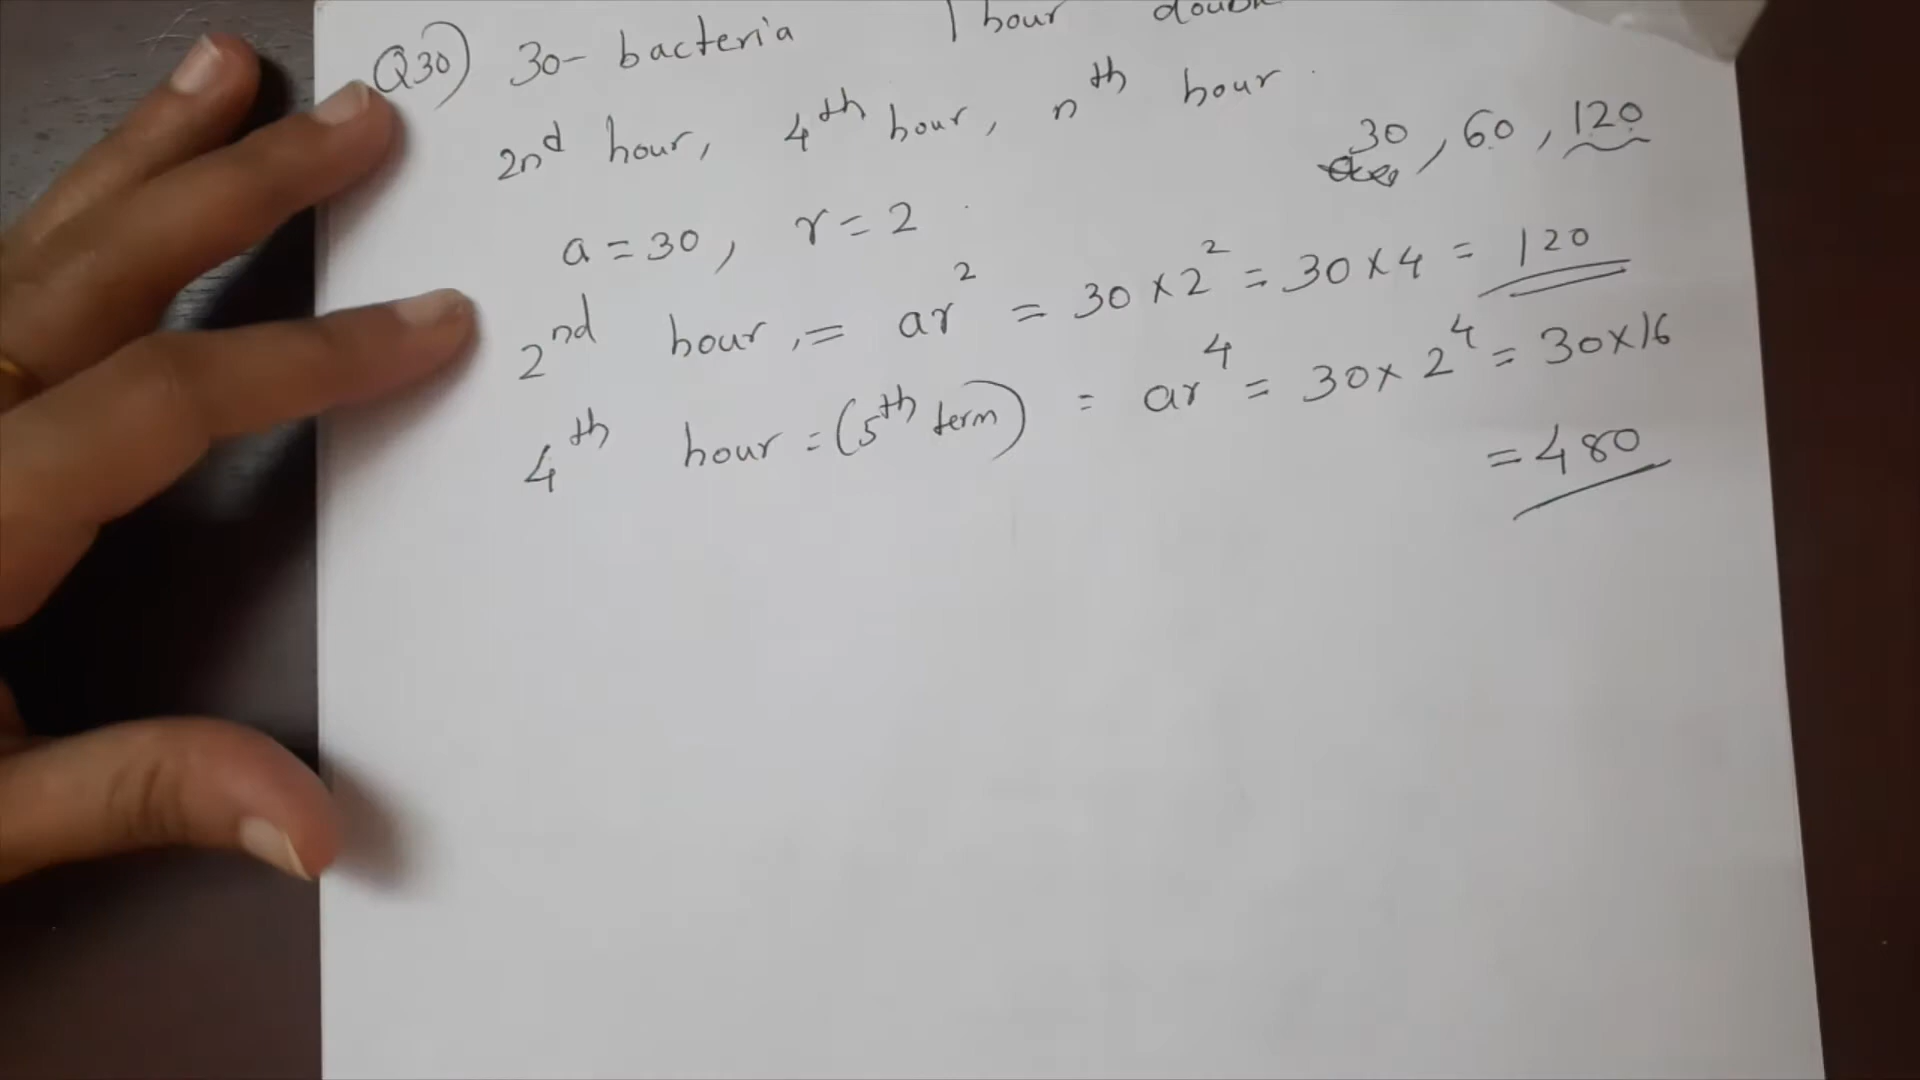 Q30) 30- bacteria 1 hour
2nd hour, 4th hour, nth hour.
30, 60, 120
a = 30, r = 2
2nd hour, = ar² = 30 × 2² = 30 × 4 = 120
4th hour = (5th term) = ar⁴ = 30 × 2⁴ = 30 × 16
= 480